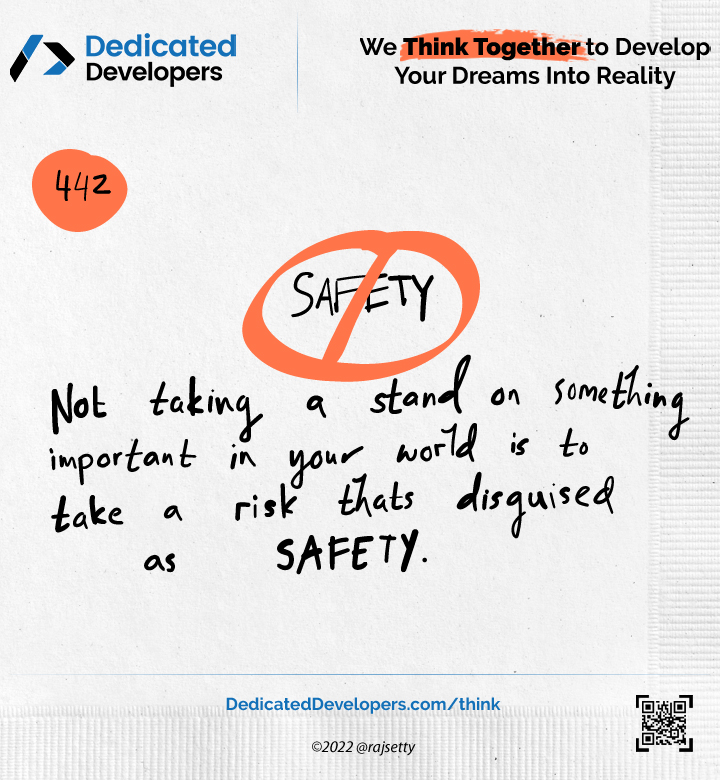 Dedicated
Developers
We Think Together to Develop
Your Dreams Into Reality
442
SAFETY
Not taking a stand on something
important in your world is to
take a risk thats disguised
as SAFETY.
DedicatedDevelopers.com/think
©2022 @rajsetty